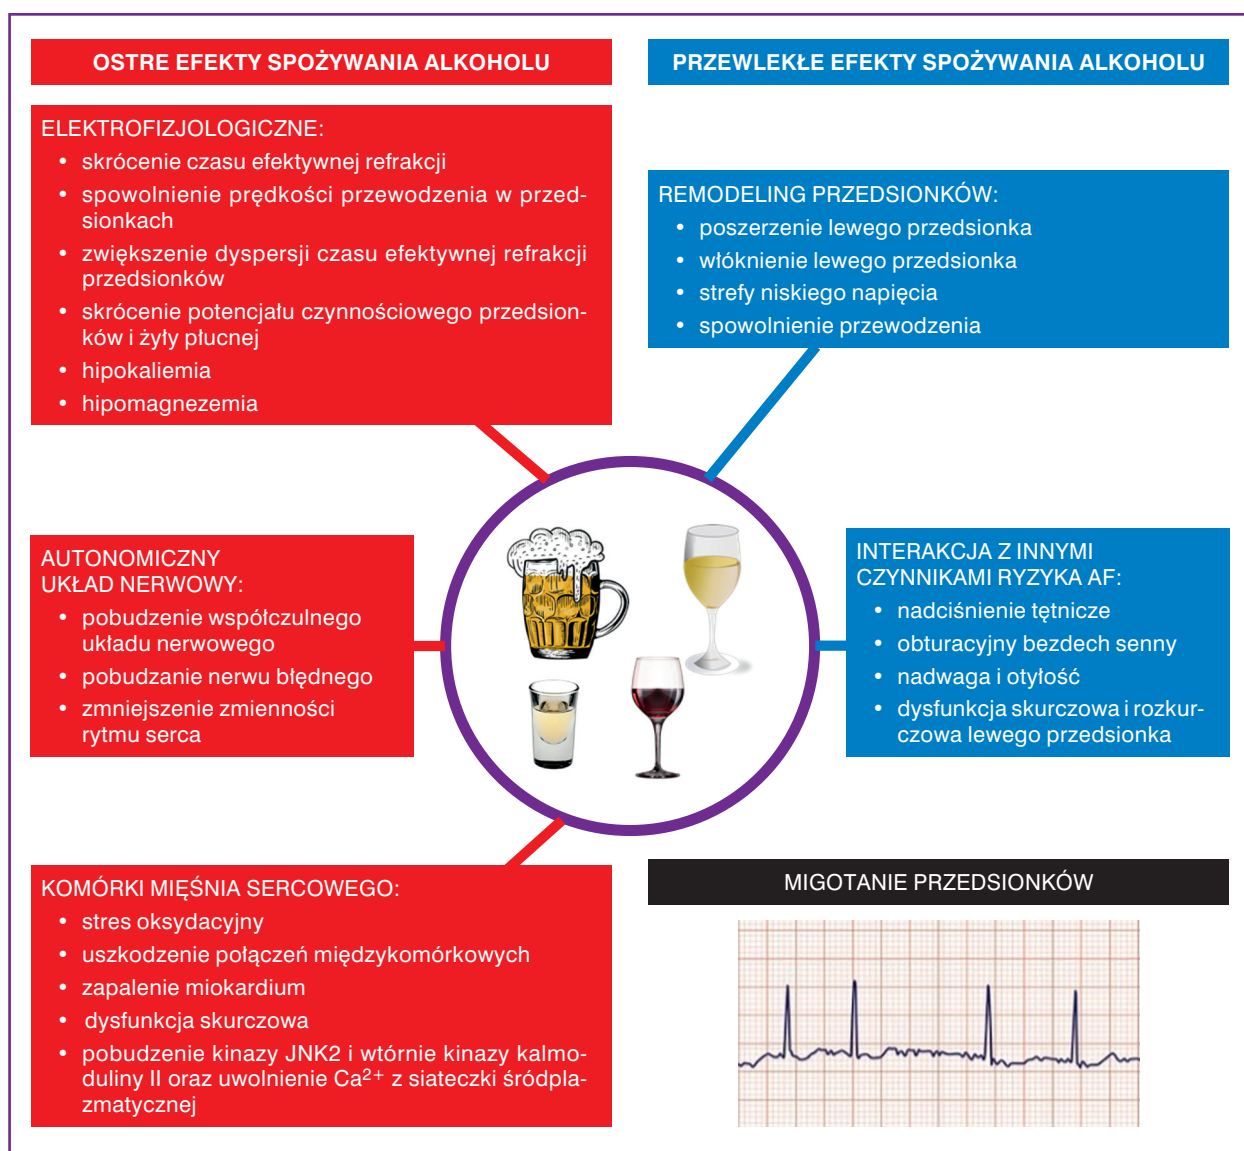 OSTRE EFEKTY SPOŻYWANIA ALKOHOLU
ELEKTROFIZJOLOGICZNE:
• skrócenie czasu efektywnej refrakcji
• spowolnienie prędkości przewodzenia w przed-
sionkach
• zwiększenie dyspersji czasu efektywnej refrakcji
przedsionków
• skrócenie potencjału czynnościowego przedsion-
ków i żyły płucnej
• hipokaliemia
• hipomagnezemia
AUTONOMICZNY
UKŁAD NERWOWY:
• pobudzenie współczulnego
układu nerwowego
• pobudzanie nerwu błędnego
• zmniejszenie zmienności
rytmu serca
KOMÓRKI MIĘŚNIA SERCOWEGO:
• stres oksydacyjny
• uszkodzenie połączeń międzykomórkowych
• zapalenie miokardium
• dysfunkcja skurczowa
• pobudzenie kinazy JNK2 i wtórnie kinazy kalmo-
duliny II oraz uwolnienie Ca²⁺ z siateczki śródpla-
zmatycznej
PRZEWLEKŁE EFEKTY SPOŻYWANIA ALKOHOLU
REMODELING PRZEDSIONKÓW:
• poszerzenie lewego przedsionka
• włóknienie lewego przedsionka
• strefy niskiego napięcia
• spowolnienie przewodzenia
INTERAKCJA Z INNYMI
CZYNNIKAMI RYZYKA AF:
• nadciśnienie tętnicze
• obturacyjny bezdech senny
• nadwaga i otyłość
• dysfunkcja skurczowa i rozkur-
czowa lewego przedsionka
MIGOTANIE PRZEDSIONKÓW